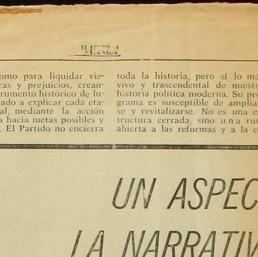 omo para liquidar vie-
ras y prejuicios, crean-
rumento histórico de lu-
ado a explicar cada eta-
al, mediante la acción
a hacia metas posibles y
, El Partido no encierra
toda la historia, pero sí lo má
vivo y trascendental de nuestr
historia política moderna. Su pro
grama es susceptible de amplia
se y revitalizarse. No es una e
tructura cerrada, sino una ru
abierta a las reformas y a la e
UN ASPEC
LA NARRATIV